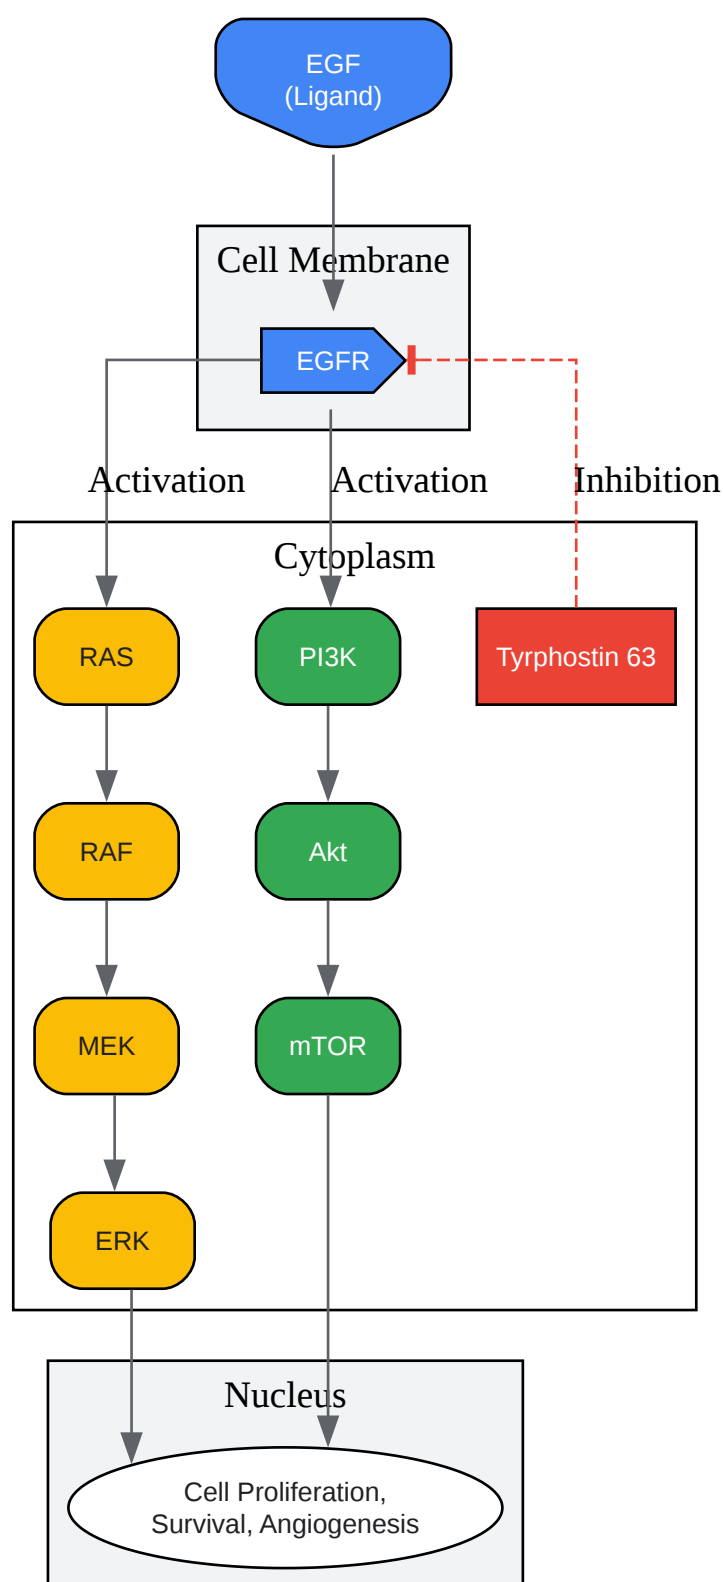 EGF
(Ligand)
Cell Membrane
EGFR
Activation
Activation
Inhibition
Cytoplasm
RAS
PI3K
Tyrphostin 63
RAF
Akt
MEK
mTOR
ERK
Nucleus
Cell Proliferation,
Survival, Angiogenesis